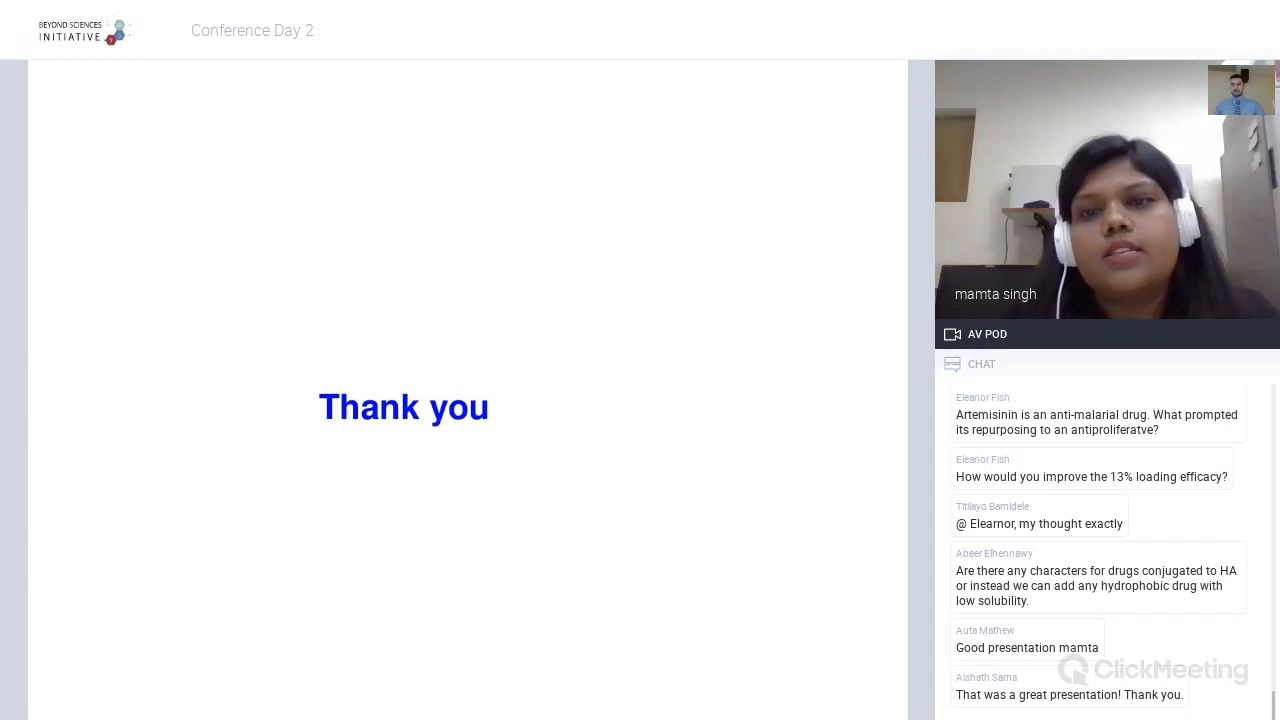 BEYOND SCIENCES
INITIATIVE
Conference Day 2
Thank you
mamta singh
AV POD
CHAT
Eleanor Fish
Artemisinin is an anti-malarial drug. What prompted
its repurposing to an antiproliferatve?
Eleanor Fish
How would you improve the 13% loading efficacy?
Titilayo Bamidele
@ Elearnor, my thought exactly
Abeer Elhennawy
Are there any characters for drugs conjugated to HA
or instead we can add any hydrophobic drug with
low solubility.
Auta Mathew
Good presentation mamta
Aishath Sama
That was a great presentation! Thank you.
ClickMeeting